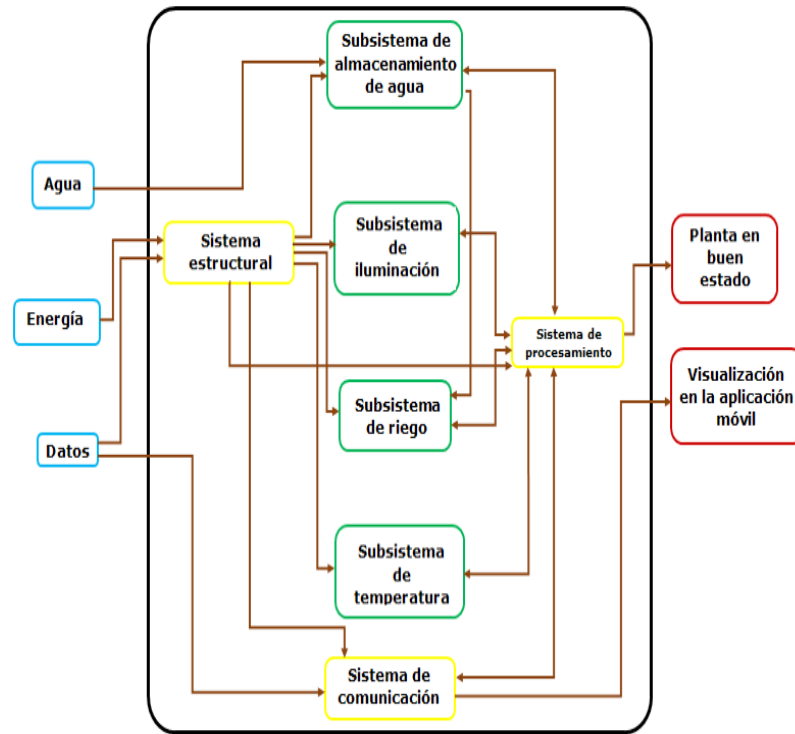 Subsistema de
almacenamiento
de agua
Agua
Sistema
estructural
Subsistema
de
iluminación
Planta en
buen
estado
Energía
Sistema de
procesamiento
Visualización
en la aplicación
móvil
Subsistema
de riego
Datos
Subsistema
de
temperatura
Sistema de
comunicación